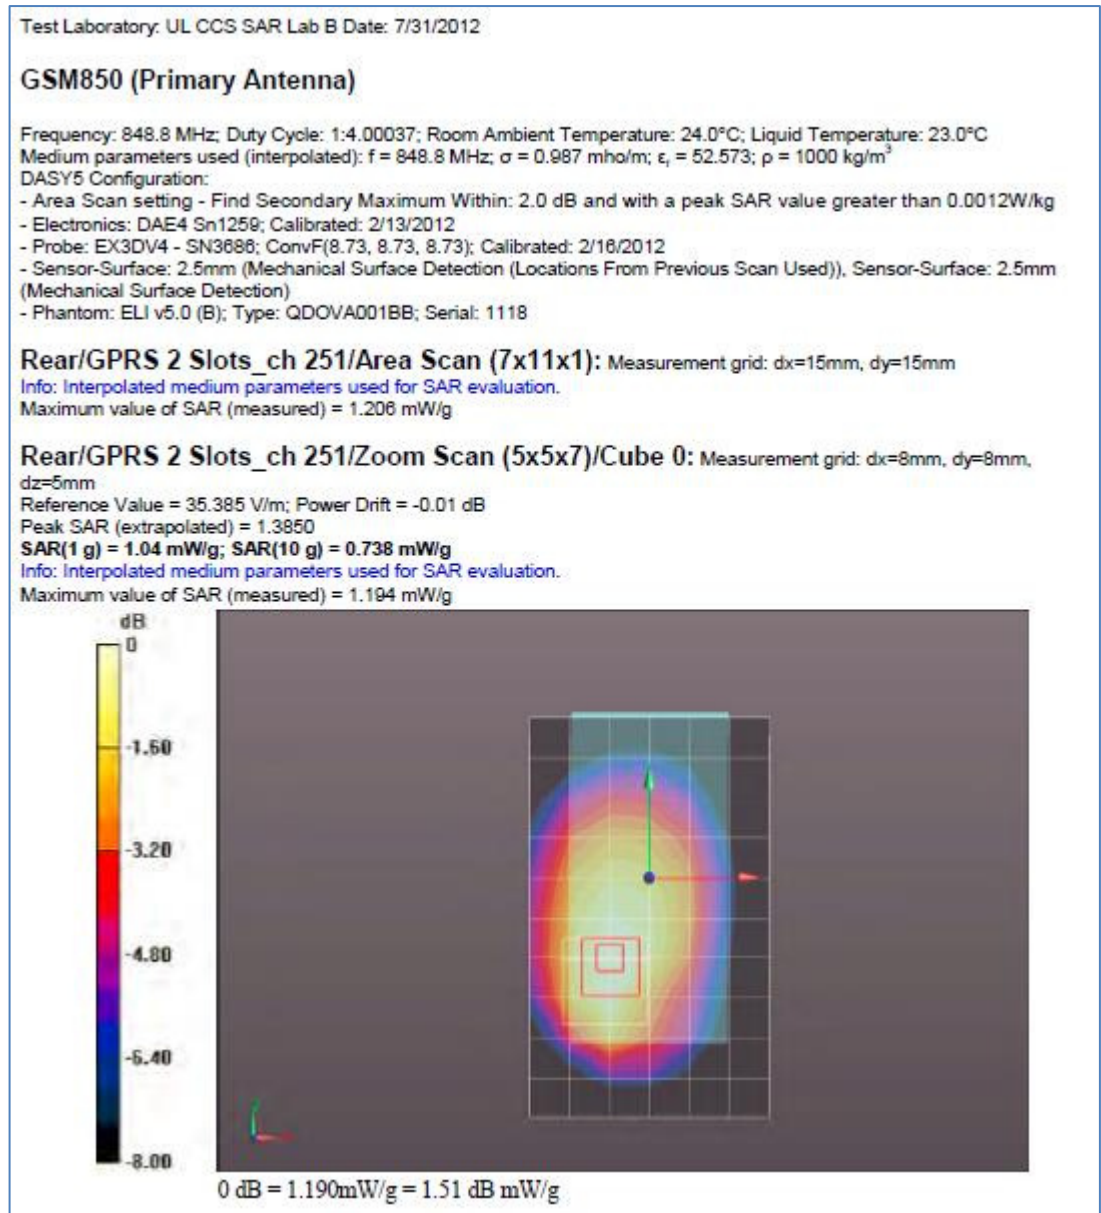 Test Laboratory: UL CCS SAR Lab B Date: 7/31/2012
GSM850 (Primary Antenna)
Frequency: 848.8 MHz; Duty Cycle: 1:4.00037; Room Ambient Temperature: 24.0°C; Liquid Temperature: 23.0°C
Medium parameters used (interpolated): f = 848.8 MHz; σ = 0.987 mho/m; εr = 52.573; ρ = 1000 kg/m³
DASY5 Configuration:
- Area Scan setting - Find Secondary Maximum Within: 2.0 dB and with a peak SAR value greater than 0.0012W/kg
- Electronics: DAE4 Sn1259; Calibrated: 2/13/2012
- Probe: EX3DV4 - SN3686; ConvF(8.73, 8.73, 8.73); Calibrated: 2/16/2012
- Sensor-Surface: 2.5mm (Mechanical Surface Detection (Locations From Previous Scan Used)), Sensor-Surface: 2.5mm
(Mechanical Surface Detection)
- Phantom: ELI v5.0 (B); Type: QDOVA001BB; Serial: 1118
Rear/GPRS 2 Slots_ch 251/Area Scan (7x11x1): Measurement grid: dx=15mm, dy=15mm
Info: Interpolated medium parameters used for SAR evaluation.
Maximum value of SAR (measured) = 1.206 mW/g
Rear/GPRS 2 Slots_ch 251/Zoom Scan (5x5x7)/Cube 0: Measurement grid: dx=8mm, dy=8mm,
dz=5mm
Reference Value = 35.385 V/m; Power Drift = -0.01 dB
Peak SAR (extrapolated) = 1.3850
SAR(1 g) = 1.04 mW/g; SAR(10 g) = 0.738 mW/g
Info: Interpolated medium parameters used for SAR evaluation.
Maximum value of SAR (measured) = 1.194 mW/g
dB
0
-1.60
-3.20
-4.80
-6.40
-8.00
0 dB = 1.190mW/g = 1.51 dB mW/g